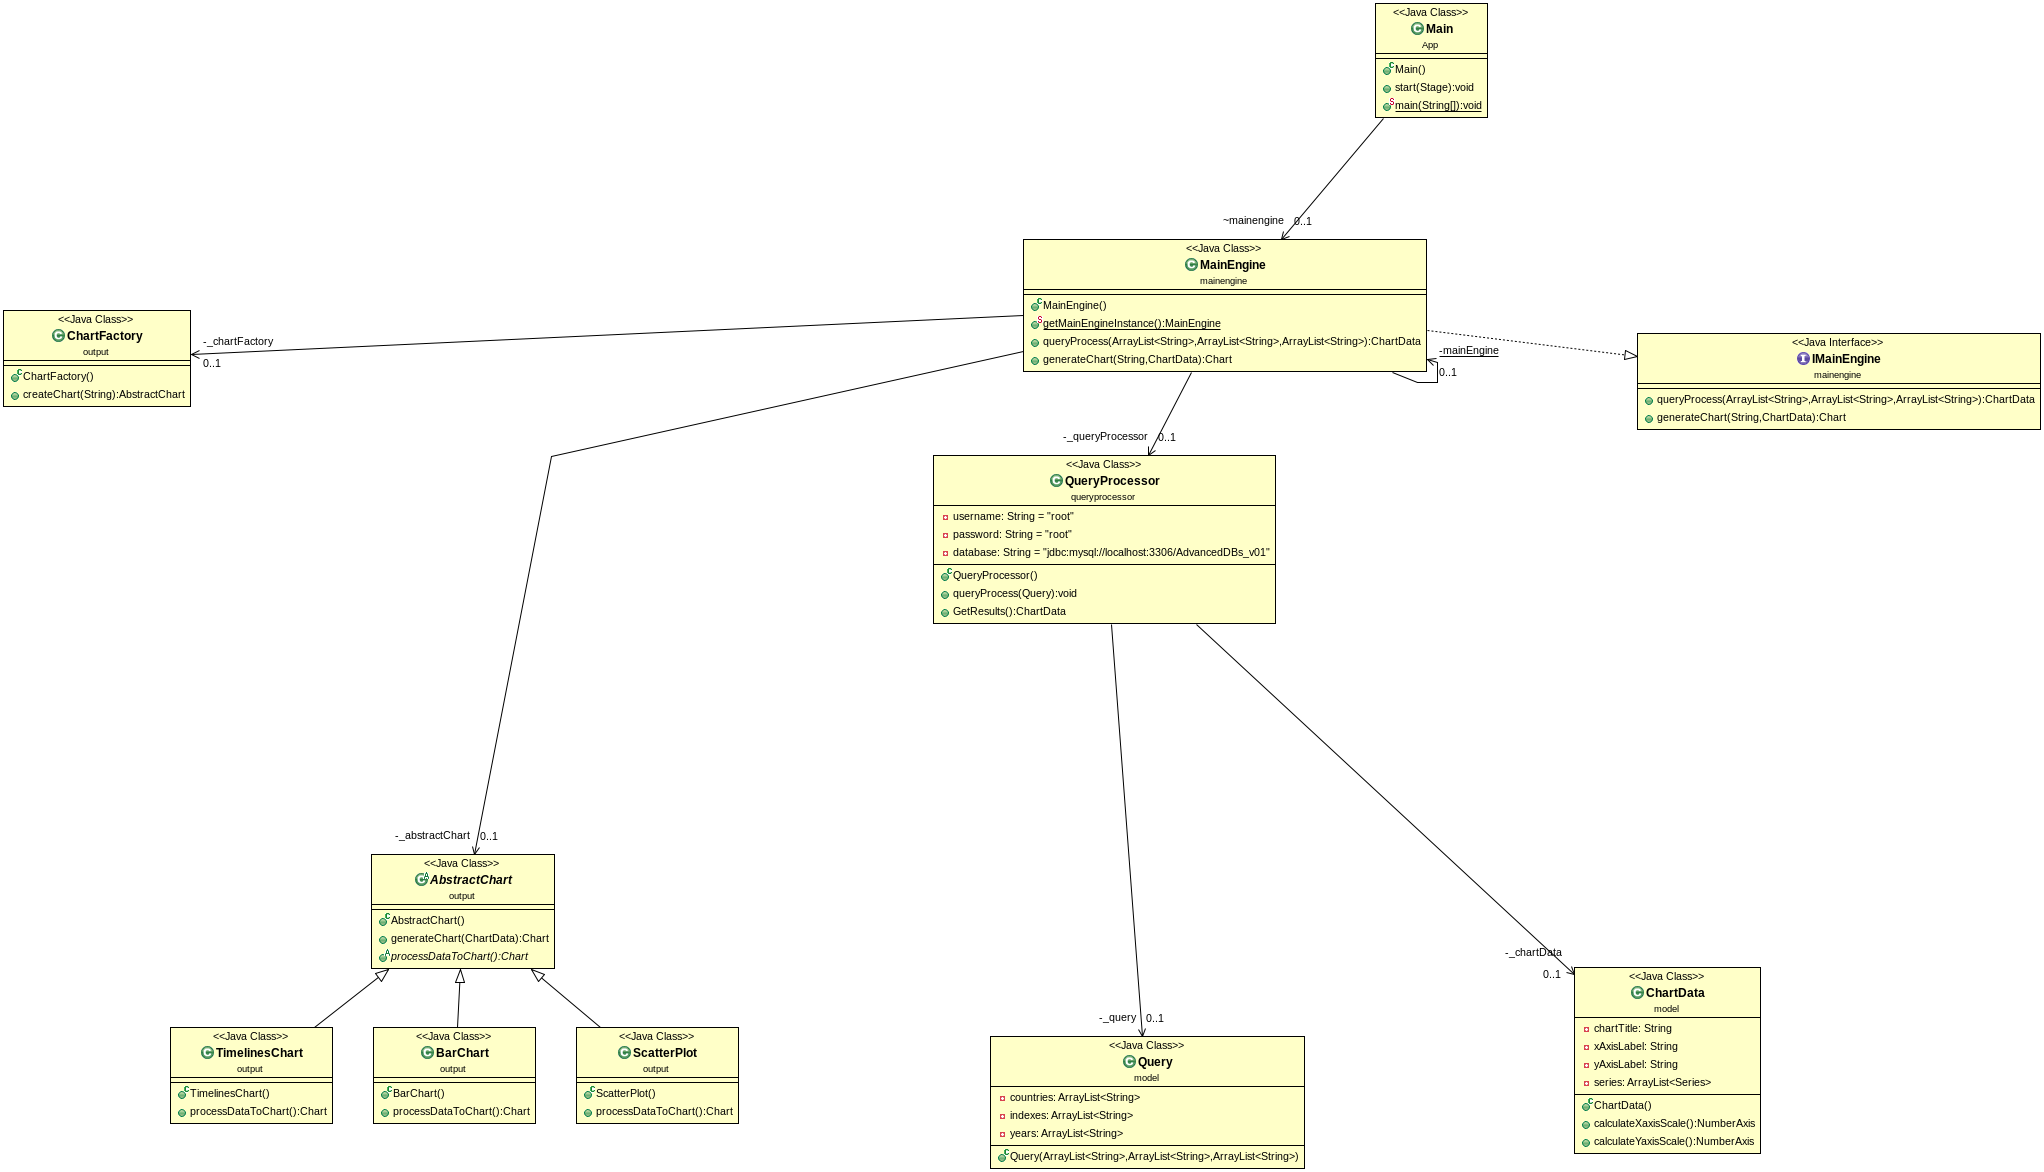 <<Java Class>>
Main
App
Main()
start(Stage):void
main(String[]):void
~mainengine
0..1
<<Java Class>>
MainEngine
mainengine
MainEngine()
getMainEngineInstance():MainEngine
queryProcess(ArrayList<String>,ArrayList<String>,ArrayList<String>):ChartData
generateChart(String,ChartData):Chart
-mainEngine
0..1
<<Java Class>>
ChartFactory
output
ChartFactory()
createChart(String):AbstractChart
-_chartFactory
0..1
<<Java Interface>>
IMainEngine
mainengine
queryProcess(ArrayList<String>,ArrayList<String>,ArrayList<String>):ChartData
generateChart(String,ChartData):Chart
-_queryProcessor
0..1
<<Java Class>>
QueryProcessor
queryprocessor
username: String = "root"
password: String = "root"
database: String = "jdbc:mysql://localhost:3306/AdvancedDBs_v01"
QueryProcessor()
queryProcess(Query):void
GetResults():ChartData
-_abstractChart
0..1
<<Java Class>>
AbstractChart
output
AbstractChart()
generateChart(ChartData):Chart
processDataToChart():Chart
<<Java Class>>
TimelinesChart
output
TimelinesChart()
processDataToChart():Chart
<<Java Class>>
BarChart
output
BarChart()
processDataToChart():Chart
<<Java Class>>
ScatterPlot
output
ScatterPlot()
processDataToChart():Chart
-_query
0..1
<<Java Class>>
Query
model
countries: ArrayList<String>
indexes: ArrayList<String>
years: ArrayList<String>
Query(ArrayList<String>,ArrayList<String>,ArrayList<String>)
-_chartData
0..1
<<Java Class>>
ChartData
model
chartTitle: String
xAxisLabel: String
yAxisLabel: String
series: ArrayList<Series>
ChartData()
calculateXaxisScale():NumberAxis
calculateYaxisScale():NumberAxis